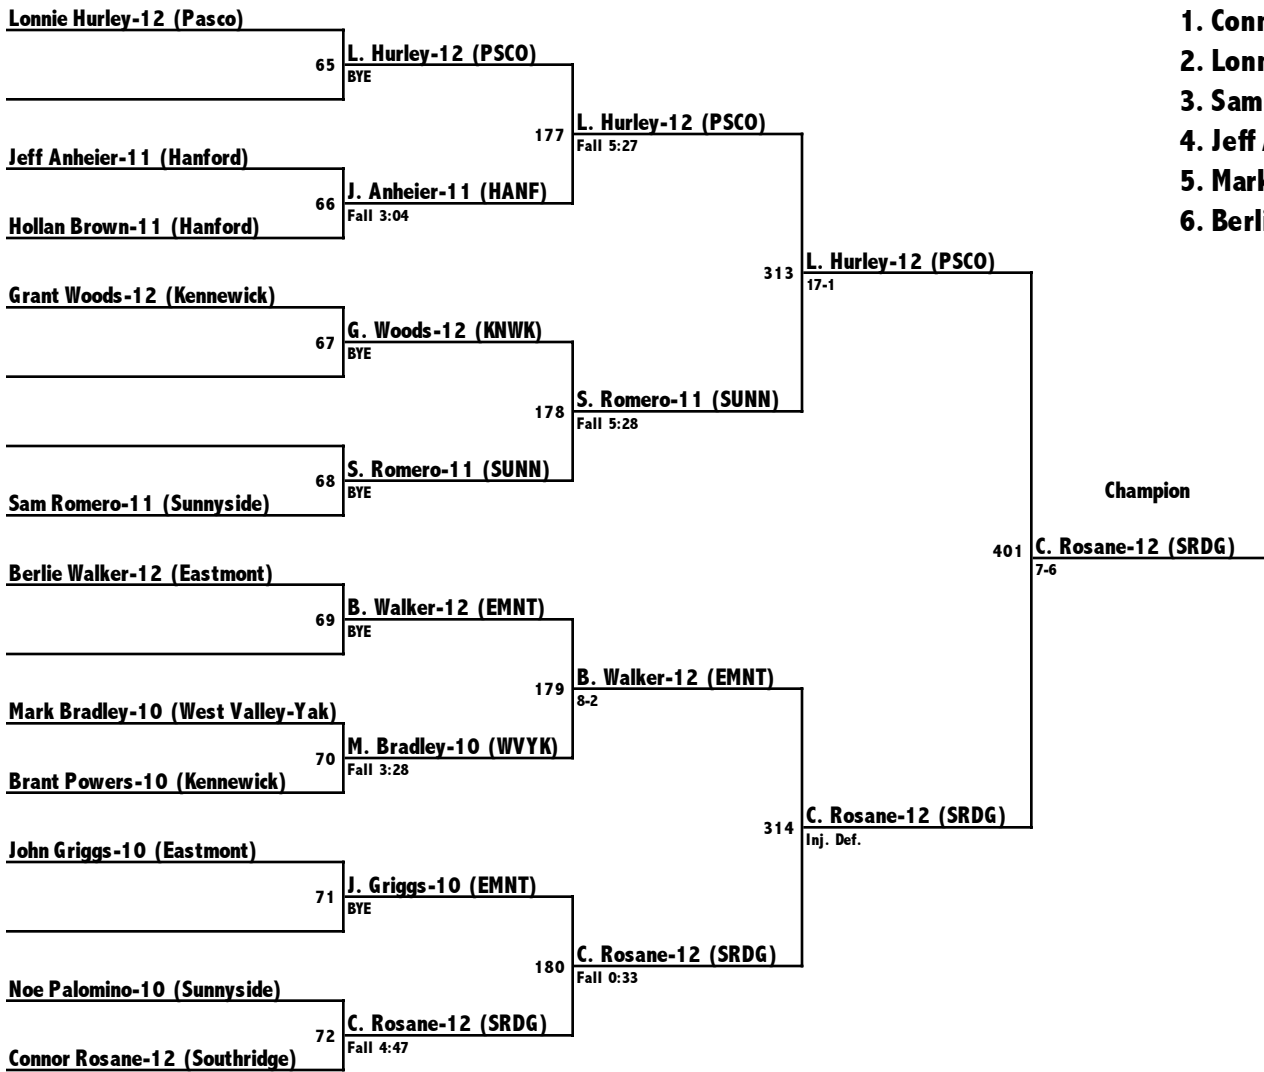 Lonnie Hurley-12 (Pasco)
65
L. Hurley-12 (PSCO)
BYE
177
L. Hurley-12 (PSCO)
Fall 5:27
Jeff Anheier-11 (Hanford)
66
J. Anheier-11 (HANF)
Fall 3:04
Hollan Brown-11 (Hanford)
313
L. Hurley-12 (PSCO)
17-1
Grant Woods-12 (Kennewick)
67
G. Woods-12 (KNWK)
BYE
178
S. Romero-11 (SUNN)
Fall 5:28
68
S. Romero-11 (SUNN)
BYE
Sam Romero-11 (Sunnyside)
Champion
401
C. Rosane-12 (SRDG)
7-6
Berlie Walker-12 (Eastmont)
69
B. Walker-12 (EMNT)
BYE
179
B. Walker-12 (EMNT)
8-2
Mark Bradley-10 (West Valley-Yak)
70
M. Bradley-10 (WVYK)
Fall 3:28
Brant Powers-10 (Kennewick)
314
C. Rosane-12 (SRDG)
Inj. Def.
John Griggs-10 (Eastmont)
71
J. Griggs-10 (EMNT)
BYE
180
C. Rosane-12 (SRDG)
Fall 0:33
Noe Palomino-10 (Sunnyside)
72
C. Rosane-12 (SRDG)
Fall 4:47
Connor Rosane-12 (Southridge)
1.
2.
3. Sam
4. Jeff
5.
6.